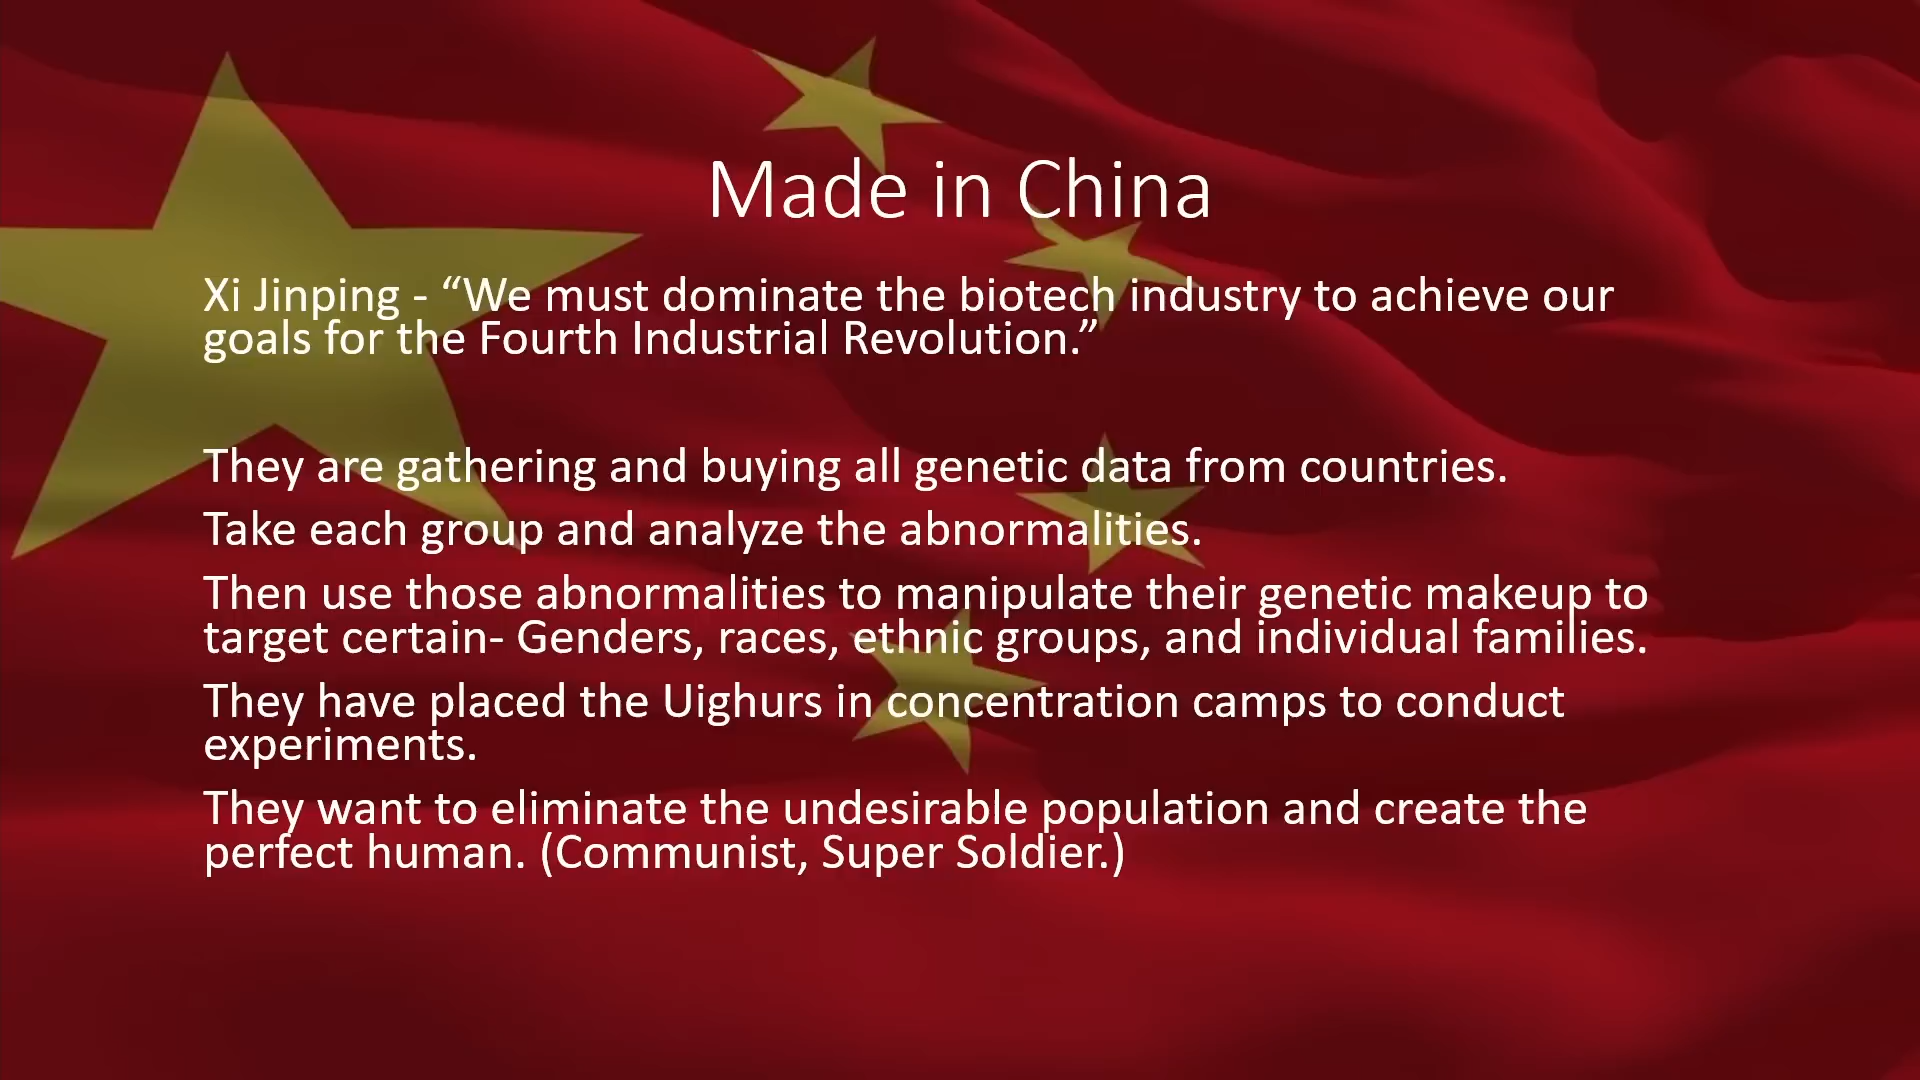 Made in China
Xi Jinping - “We must dominate the biotech industry to achieve our
goals for the Fourth Industrial Revolution.”
They are gathering and buying all genetic data from countries.
Take each group and analyze the abnormalities.
Then use those abnormalities to manipulate their genetic makeup to
target certain- Genders, races, ethnic groups, and individual families.
They have placed the Uighurs in concentration camps to conduct
experiments.
They want to eliminate the undesirable population and create the
perfect human. (Communist, Super Soldier.)